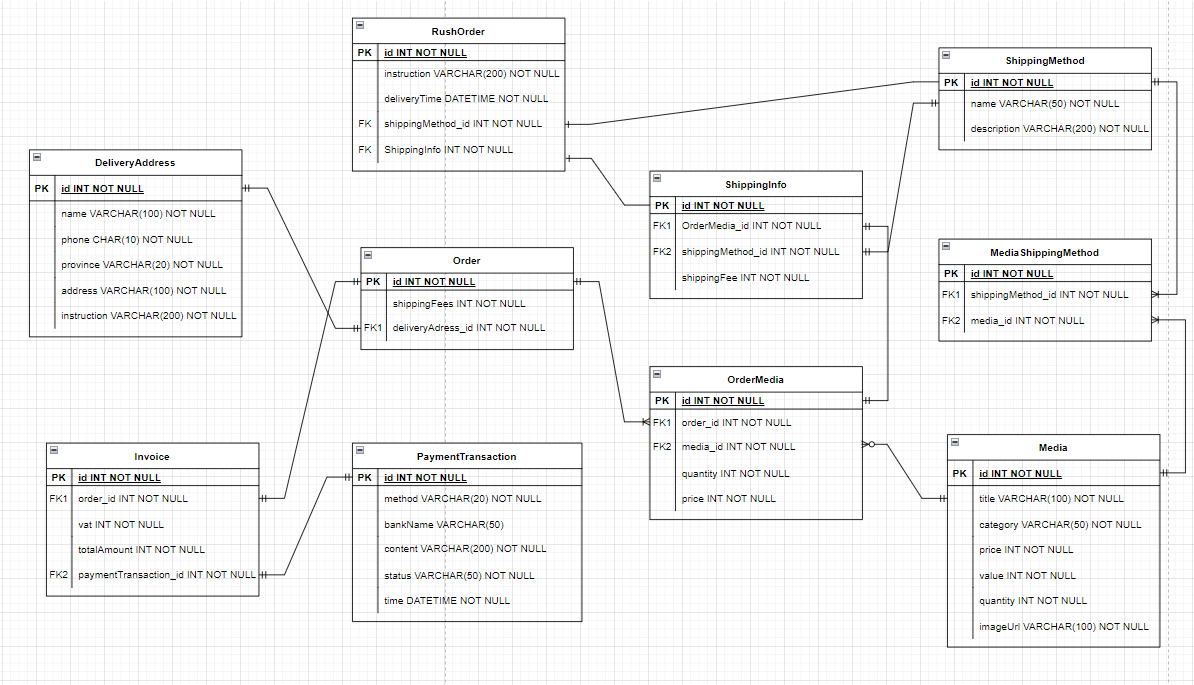 RushOrder
PK id INT NOT NULL
instruction VARCHAR(200) NOT NULL
deliveryTime DATETIME NOT NULL
FK shippingMethod_id INT NOT NULL
FK ShippingInfo INT NOT NULL
ShippingMethod
PK id INT NOT NULL
name VARCHAR(50) NOT NULL
description VARCHAR(200) NOT NULL
DeliveryAddress
PK id INT NOT NULL
name VARCHAR(100) NOT NULL
phone CHAR(10) NOT NULL
province VARCHAR(20) NOT NULL
address VARCHAR(100) NOT NULL
instruction VARCHAR(200) NOT NULL
ShippingInfo
PK id INT NOT NULL
FK1 OrderMedia_id INT NOT NULL
FK2 shippingMethod_id INT NOT NULL
shippingFee INT NOT NULL
Order
PK id INT NOT NULL
shippingFees INT NOT NULL
FK1 deliveryAdress_id INT NOT NULL
MediaShippingMethod
PK id INT NOT NULL
FK1 shippingMethod_id INT NOT NULL
FK2 media_id INT NOT NULL
OrderMedia
PK id INT NOT NULL
FK1 order_id INT NOT NULL
FK2 media_id INT NOT NULL
quantity INT NOT NULL
price INT NOT NULL
Invoice
PK id INT NOT NULL
FK1 order_id INT NOT NULL
vat INT NOT NULL
totalAmount INT NOT NULL
FK2 paymentTransaction_id INT NOT NULL
PaymentTransaction
PK id INT NOT NULL
method VARCHAR(20) NOT NULL
bankName VARCHAR(50)
content VARCHAR(200) NOT NULL
status VARCHAR(50) NOT NULL
time DATETIME NOT NULL
Media
PK id INT NOT NULL
title VARCHAR(100) NOT NULL
category VARCHAR(50) NOT NULL
price INT NOT NULL
value INT NOT NULL
quantity INT NOT NULL
imageUrl VARCHAR(100) NOT NULL